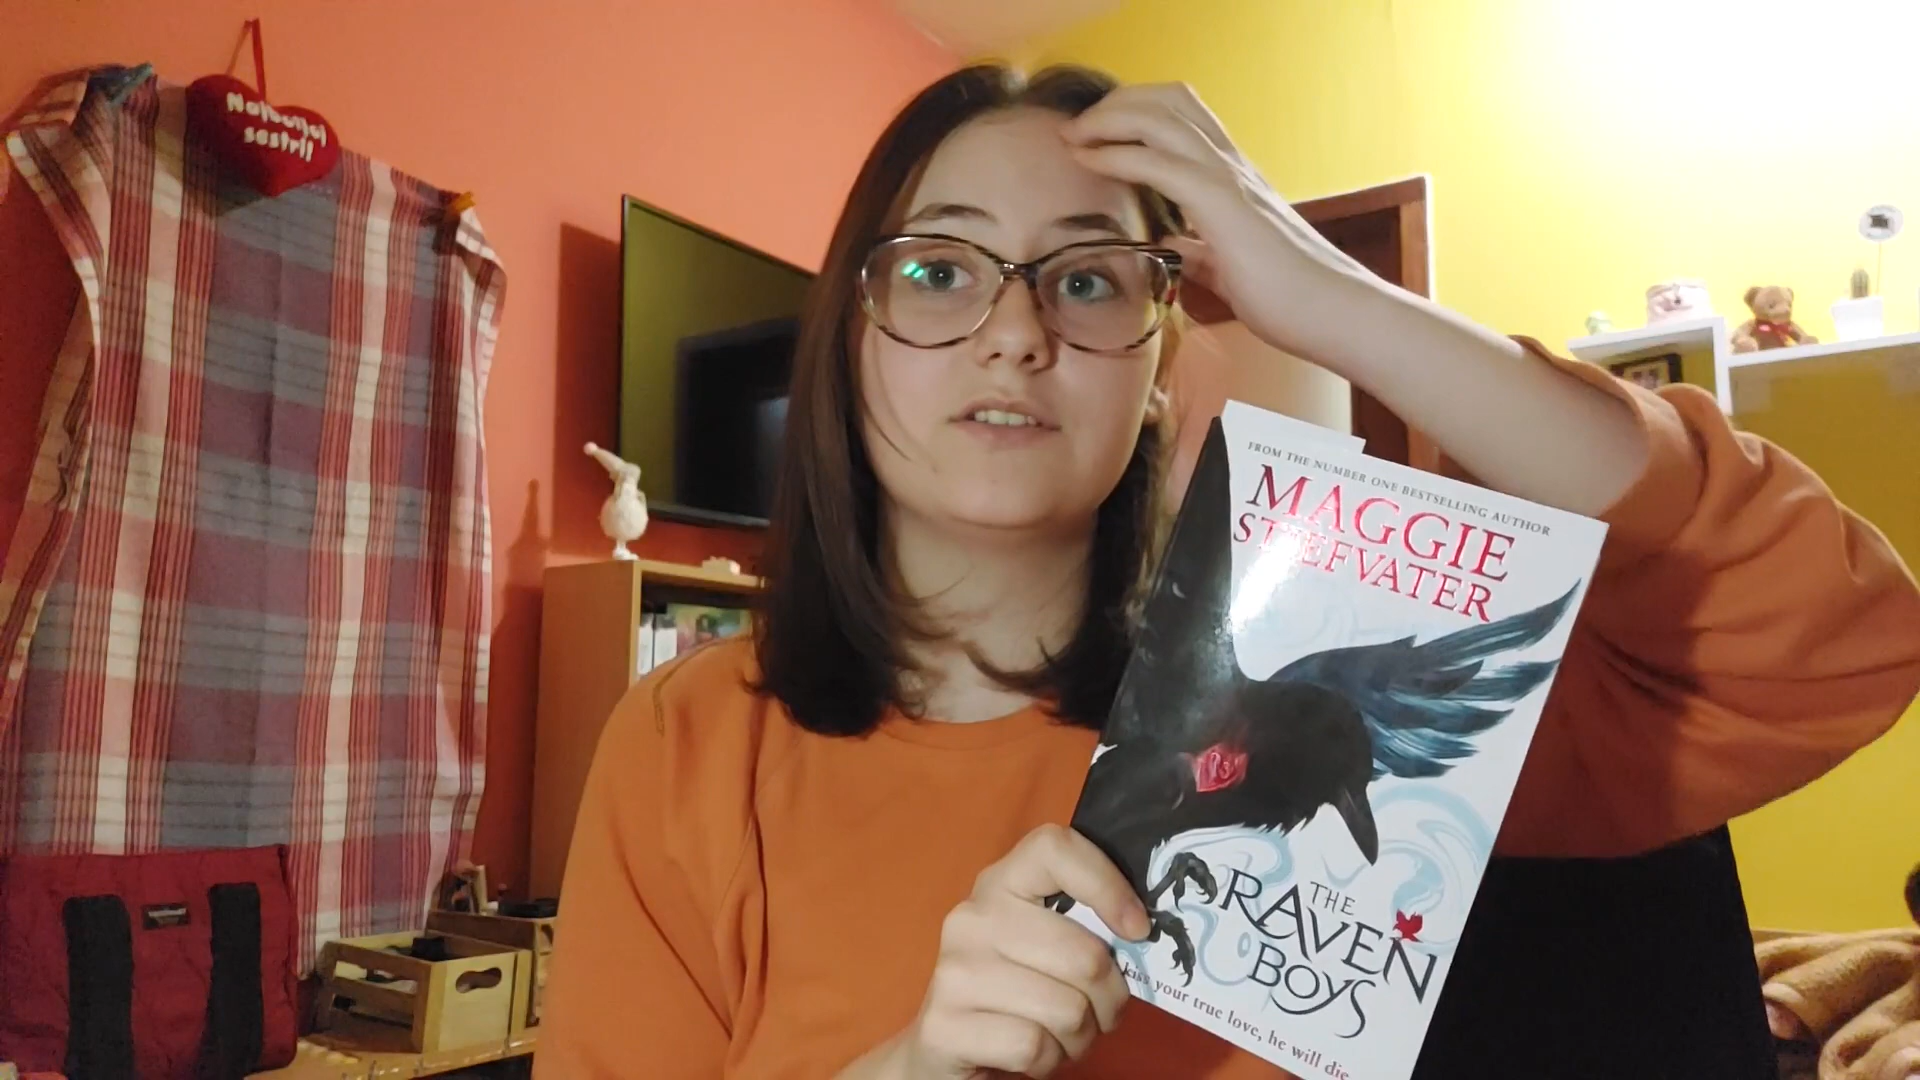 Najboljoj
sestri!
FROM THE NUMBER ONE BESTSELLING AUTHOR
MAGGIE
STIEFVATER
THE
RAVEN
BOYS
kiss your true love, he will die